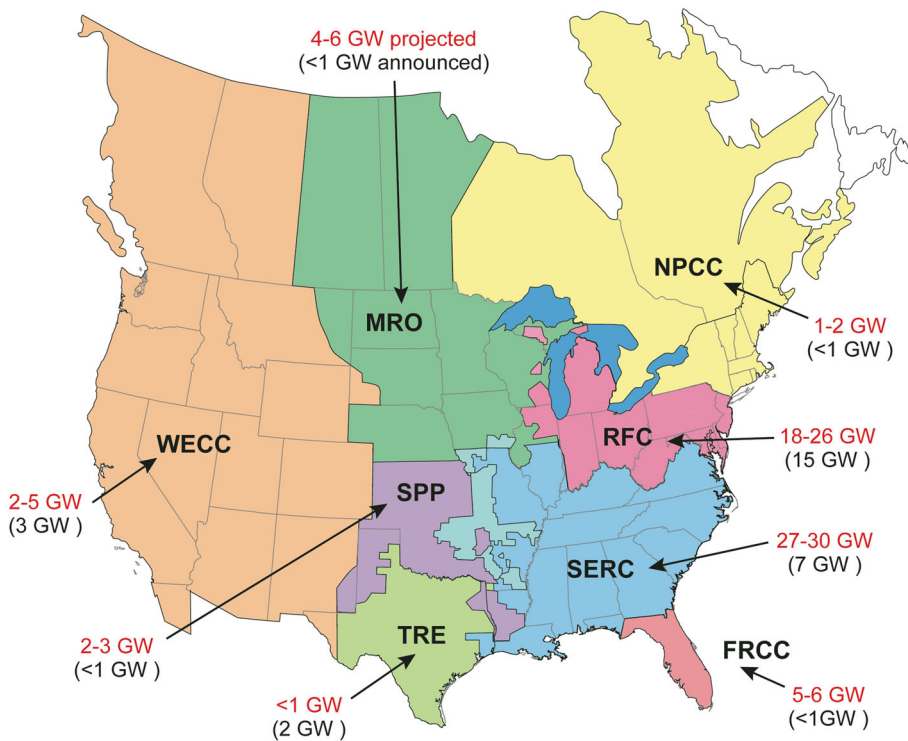 4-6 GW projected
(<1 GW announced)
NPCC
MRO
1-2 GW
(<1 GW )
RFC
18-26 GW
(15 GW )
WECC
SPP
2-5 GW
(3 GW )
27-30 GW
(7 GW )
SERC
TRE
2-3 GW
(<1 GW )
FRCC
<1 GW
(2 GW )
5-6 GW
(<1GW )